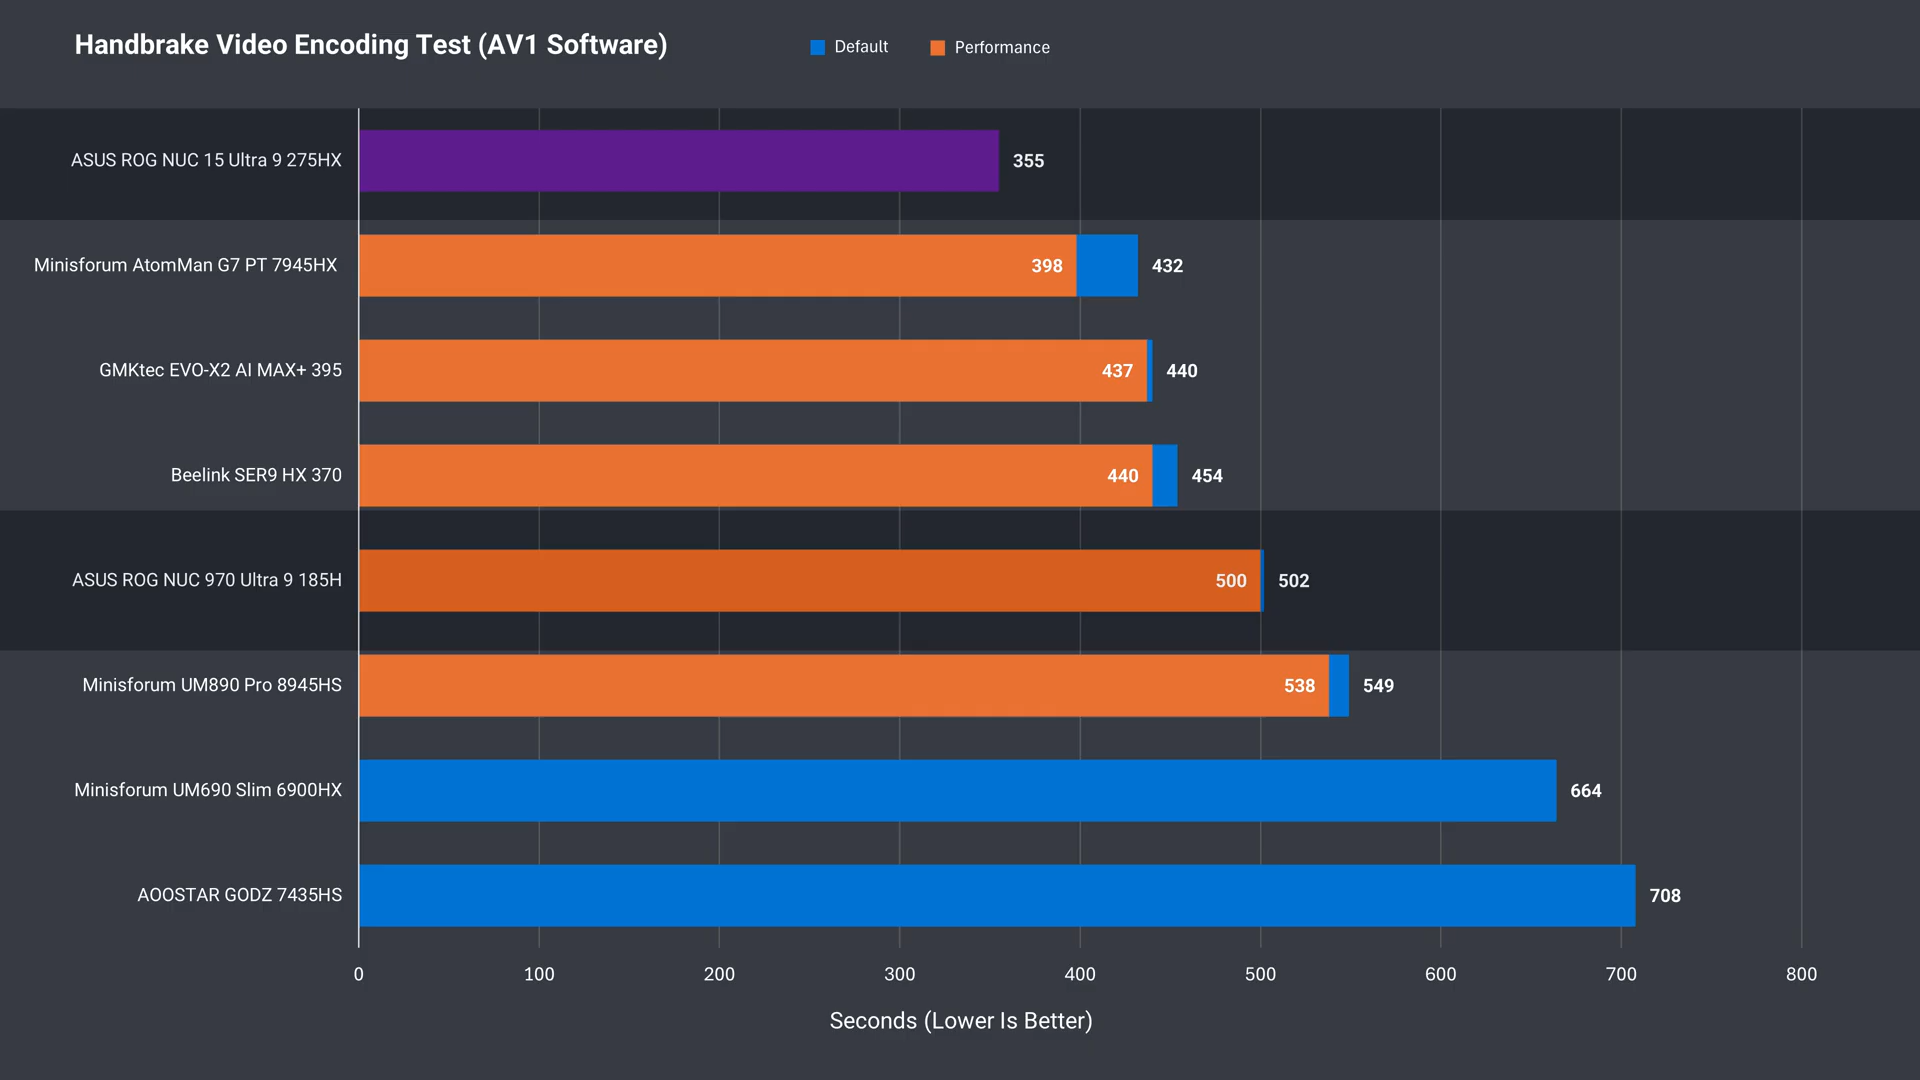 Handbrake Video Encoding Test (AV1 Software)
Default
Performance
ASUS ROG NUC 15 Ultra 9 275HX
355
Minisforum AtomMan G7 PT 7945HX
398
432
GMKtec EVO-X2 AI MAX+ 395
437
440
Beelink SER9 HX 370
440
454
ASUS ROG NUC 970 Ultra 9 185H
500
502
Minisforum UM890 Pro 8945HS
538
549
Minisforum UM690 Slim 6900HX
664
AOOSTAR GODZ 7435HS
708
0 100 200 300 400 500 600 700 800
Seconds (Lower Is Better)